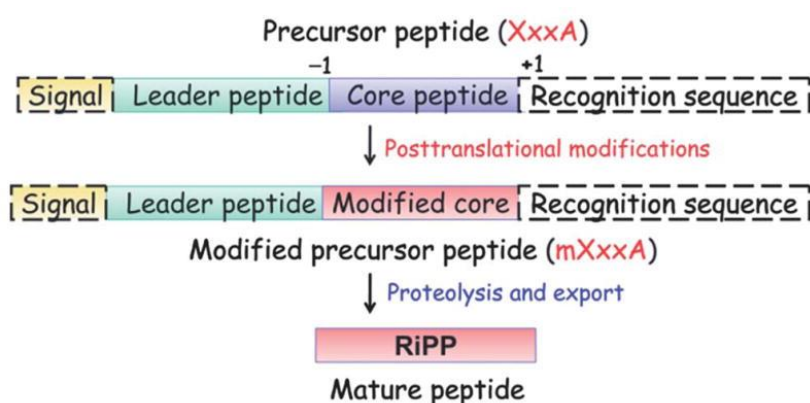 Precursor peptide (XxxA)
−1 +1
Signal Leader peptide Core peptide Recognition sequence
Posttranslational modifications
Signal Leader peptide Modified core Recognition sequence
Modified precursor peptide (mXxxA)
Proteolysis and export
RiPP
Mature peptide